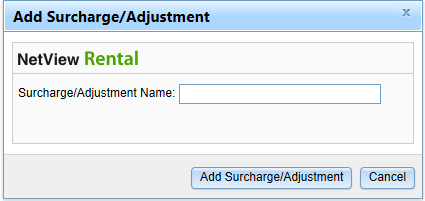 Add Surcharge/Adjustment x
NetView Rental
Surcharge/Adjustment Name:
Add Surcharge/Adjustment Cancel